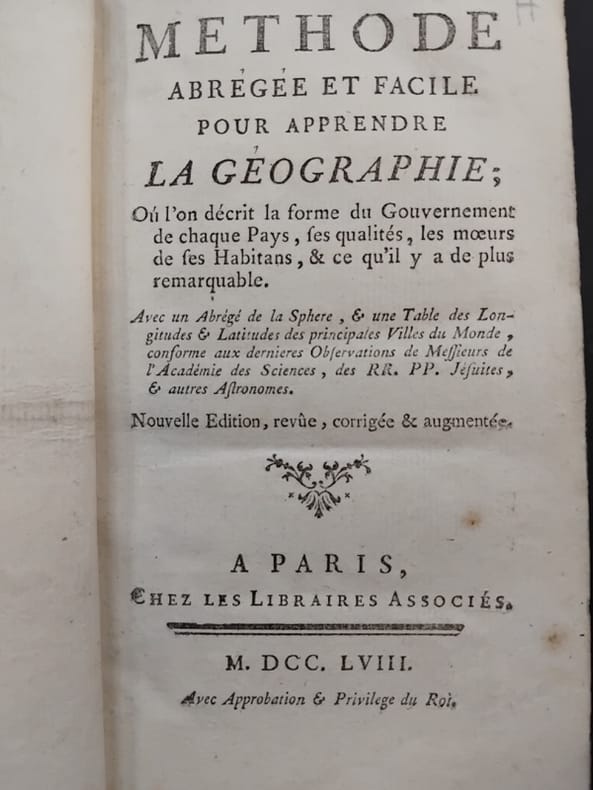 METHODE
ABRÉGÉE ET FACILE
POUR APPRENDRE
LA GÉOGRAPHIE;
Où l'on décrit la forme du Gouvernement
de chaque Pays, ſes qualités, les mœurs
de ſes Habitans, & ce qu'il y a de plus
remarquable.
Avec un Abrégé de la Sphere, & une Table des Lon-
gitudes & Latitudes des principales Villes du Monde,
conforme aux dernieres Obſervations de Meſſieurs de
l'Académie des Sciences, des RR. PP. Jéſuites,
& autres Aſtronomes.
Nouvelle Edition, revûe, corrigée & augmentée.
A PARIS,
CHEZ LES LIBRAIRES ASSOCIÉS.
M. DCC. LVIII.
Avec Approbation & Privilege du Roi.